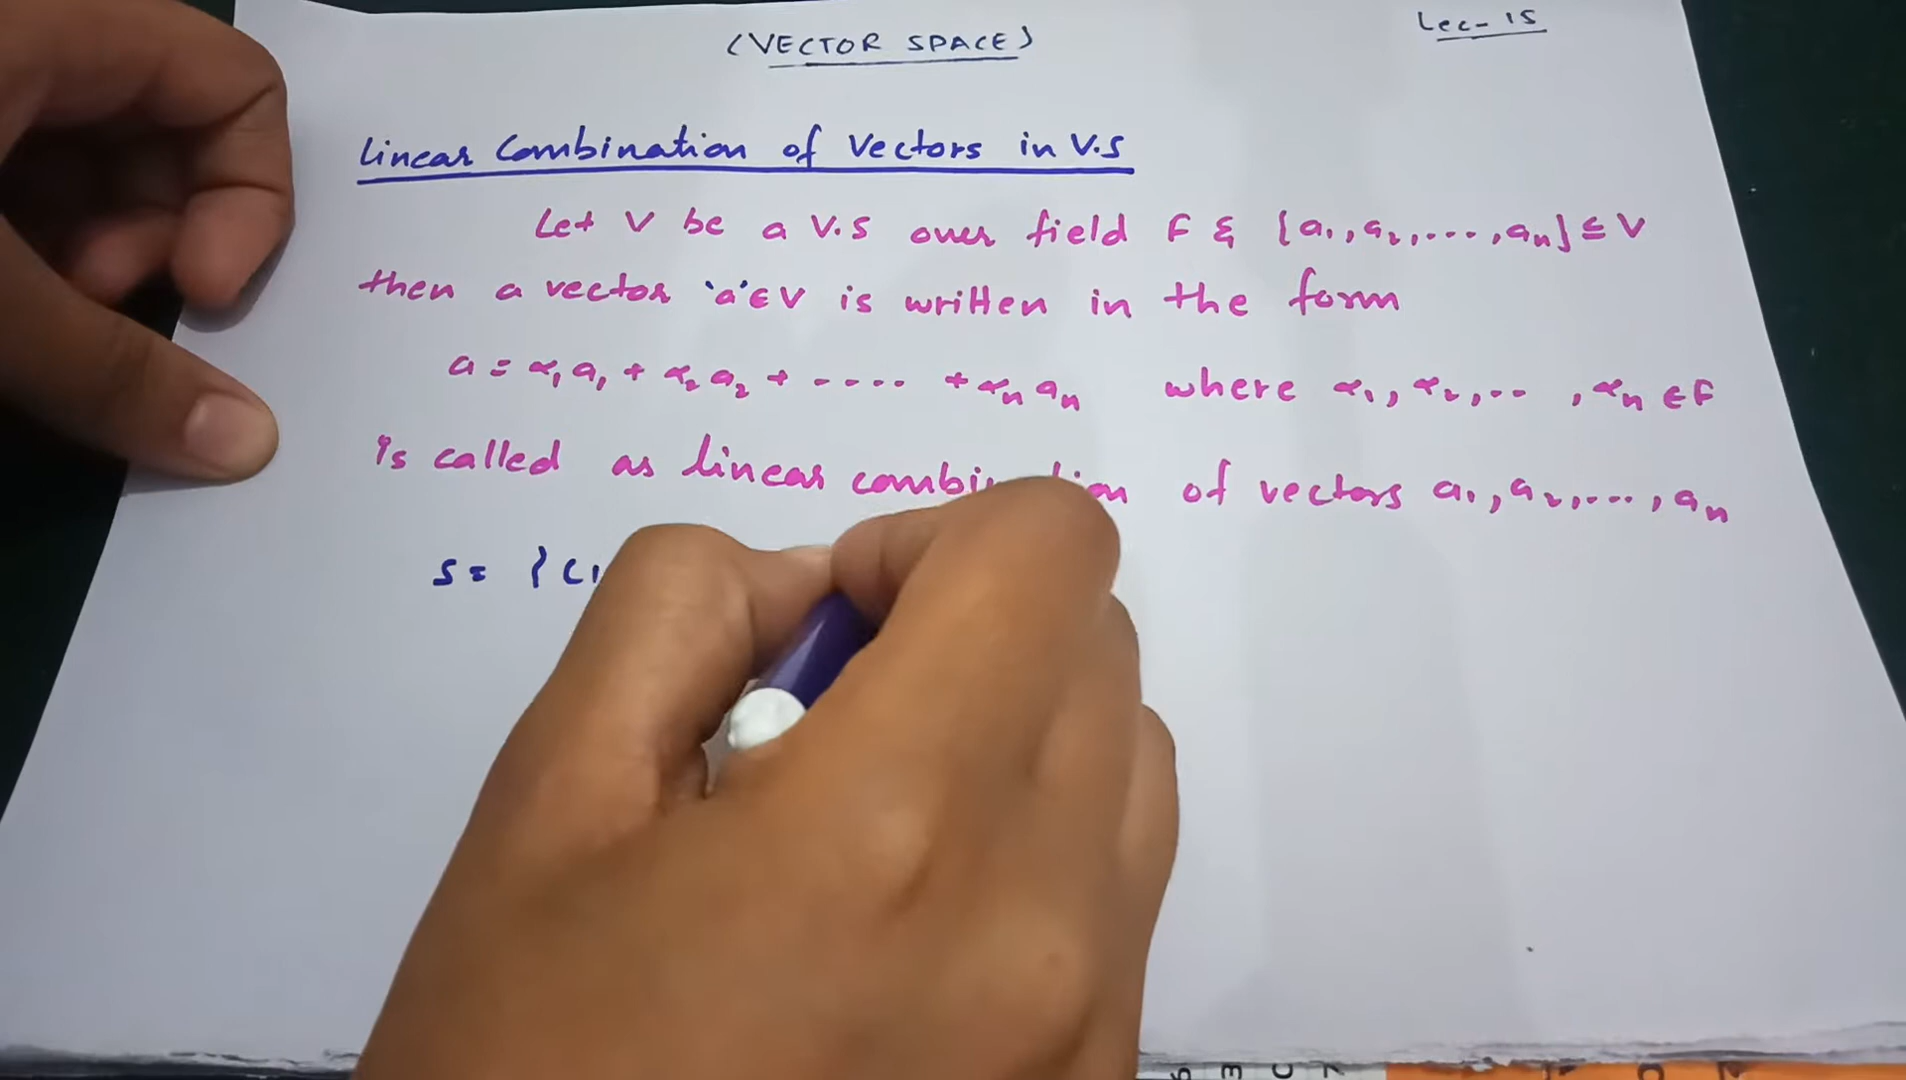 (VECTOR SPACE)
Lec-15
Linear Combination of Vectors in V.S
Let V be a V.S over field F & {a₁, a₂, ...., aₙ} ⊆ V
then a vector 'a' ∈ V is written in the form
a = α₁a₁ + α₂a₂ + .... + αₙaₙ where α₁, α₂, .. , αₙ ∈ F
is called as linear of vectors a₁, a₂, ..., aₙ
S = { (1